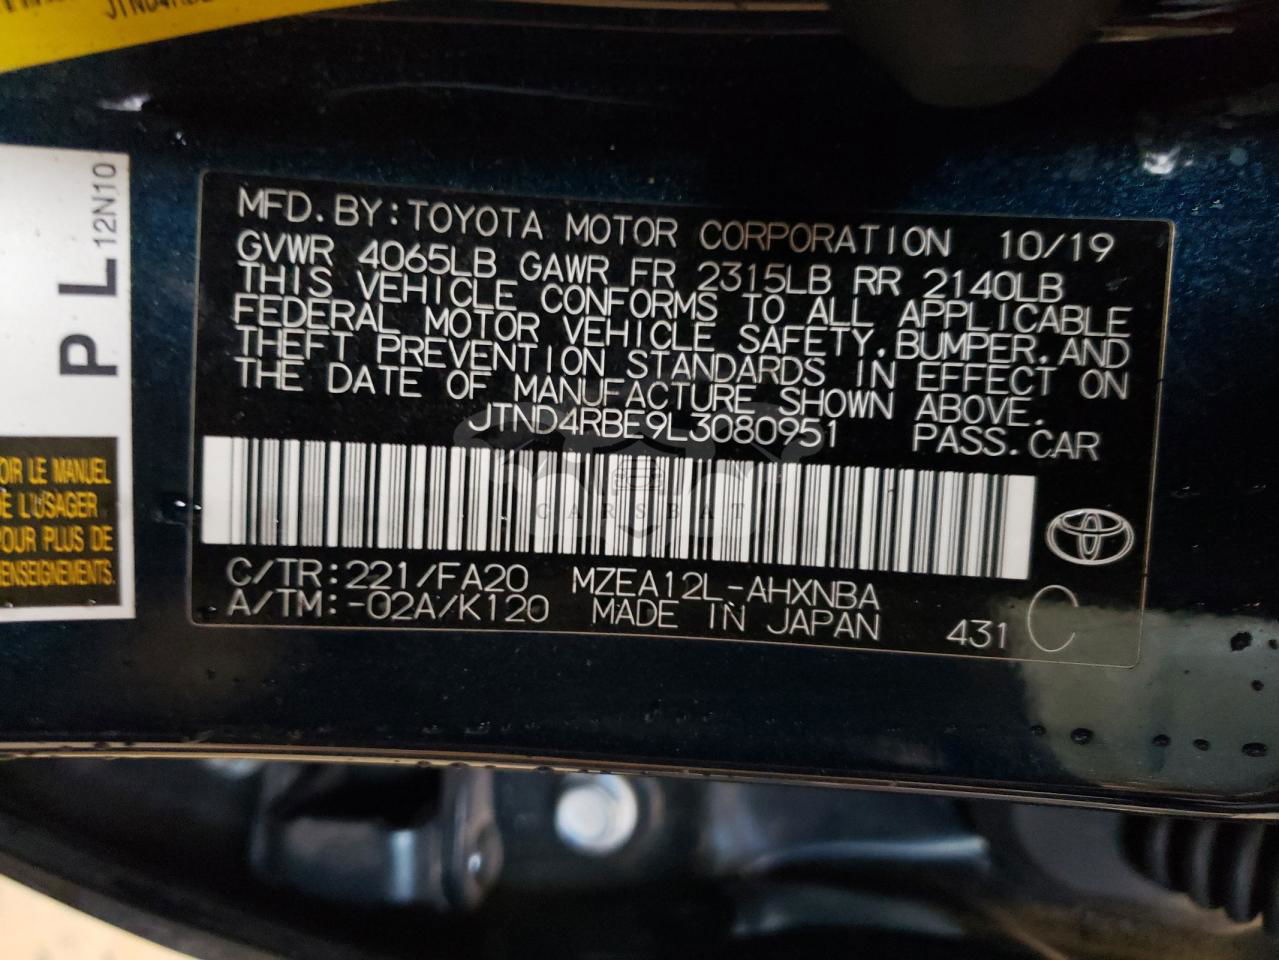 JTND4RBE
P L 12N10
OIR LE MANUEL
E L'USAGER
POUR PLUS DE
ENSEIGNEMENTS.
MFD.BY:TOYOTA MOTOR CORPORATION 10/19
GVWR 4065LB GAWR FR 2315LB RR 2140LB
THIS VEHICLE CONFORMS TO ALL APPLICABLE
FEDERAL MOTOR VEHICLE SAFETY,BUMPER,AND
THEFT PREVENTION STANDARDS IN EFFECT ON
THE DATE OF MANUFACTURE SHOWN ABOVE.
JTND4RBE9L3080951 PASS.CAR
CARSBAT
C/TR:221/FA20 MZEA12L-AHXNBA
A/TM:-02A/K120 MADE IN JAPAN 431 C